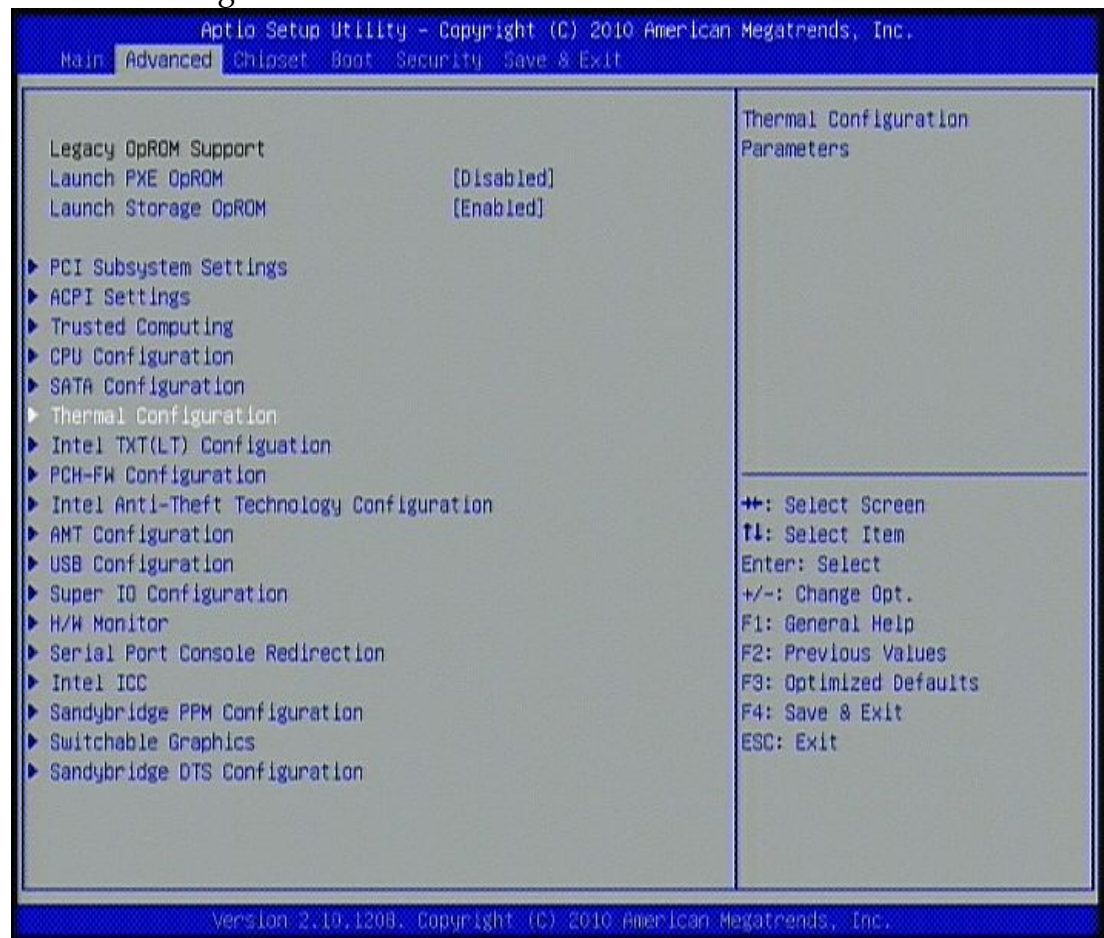 Aptio Setup Utility - Copyright (C) 2010 American Megatrends, Inc.
Main Advanced Chipset Boot Security Save & Exit
Legacy OpROM Support
Launch PXE OpROM [Disabled]
Launch Storage OpROM [Enabled]
PCI Subsystem Settings
ACPI Settings
Trusted Computing
CPU Configuration
SATA Configuration
Thermal Configuration
Intel TXT(LT) Configuation
PCH-FW Configuration
Intel Anti-Theft Technology Configuration
AMT Configuration
USB Configuration
Super IO Configuration
H/W Monitor
Serial Port Console Redirection
Intel ICC
Sandybridge PPM Configuration
Switchable Graphics
Sandybridge DTS Configuration
Thermal Configuration
Parameters
→←: Select Screen
↑↓: Select Item
Enter: Select
+/-: Change Opt.
F1: General Help
F2: Previous Values
F3: Optimized Defaults
F4: Save & Exit
ESC: Exit
Version 2.10.1208. Copyright (C) 2010 American Megatrends, Inc.